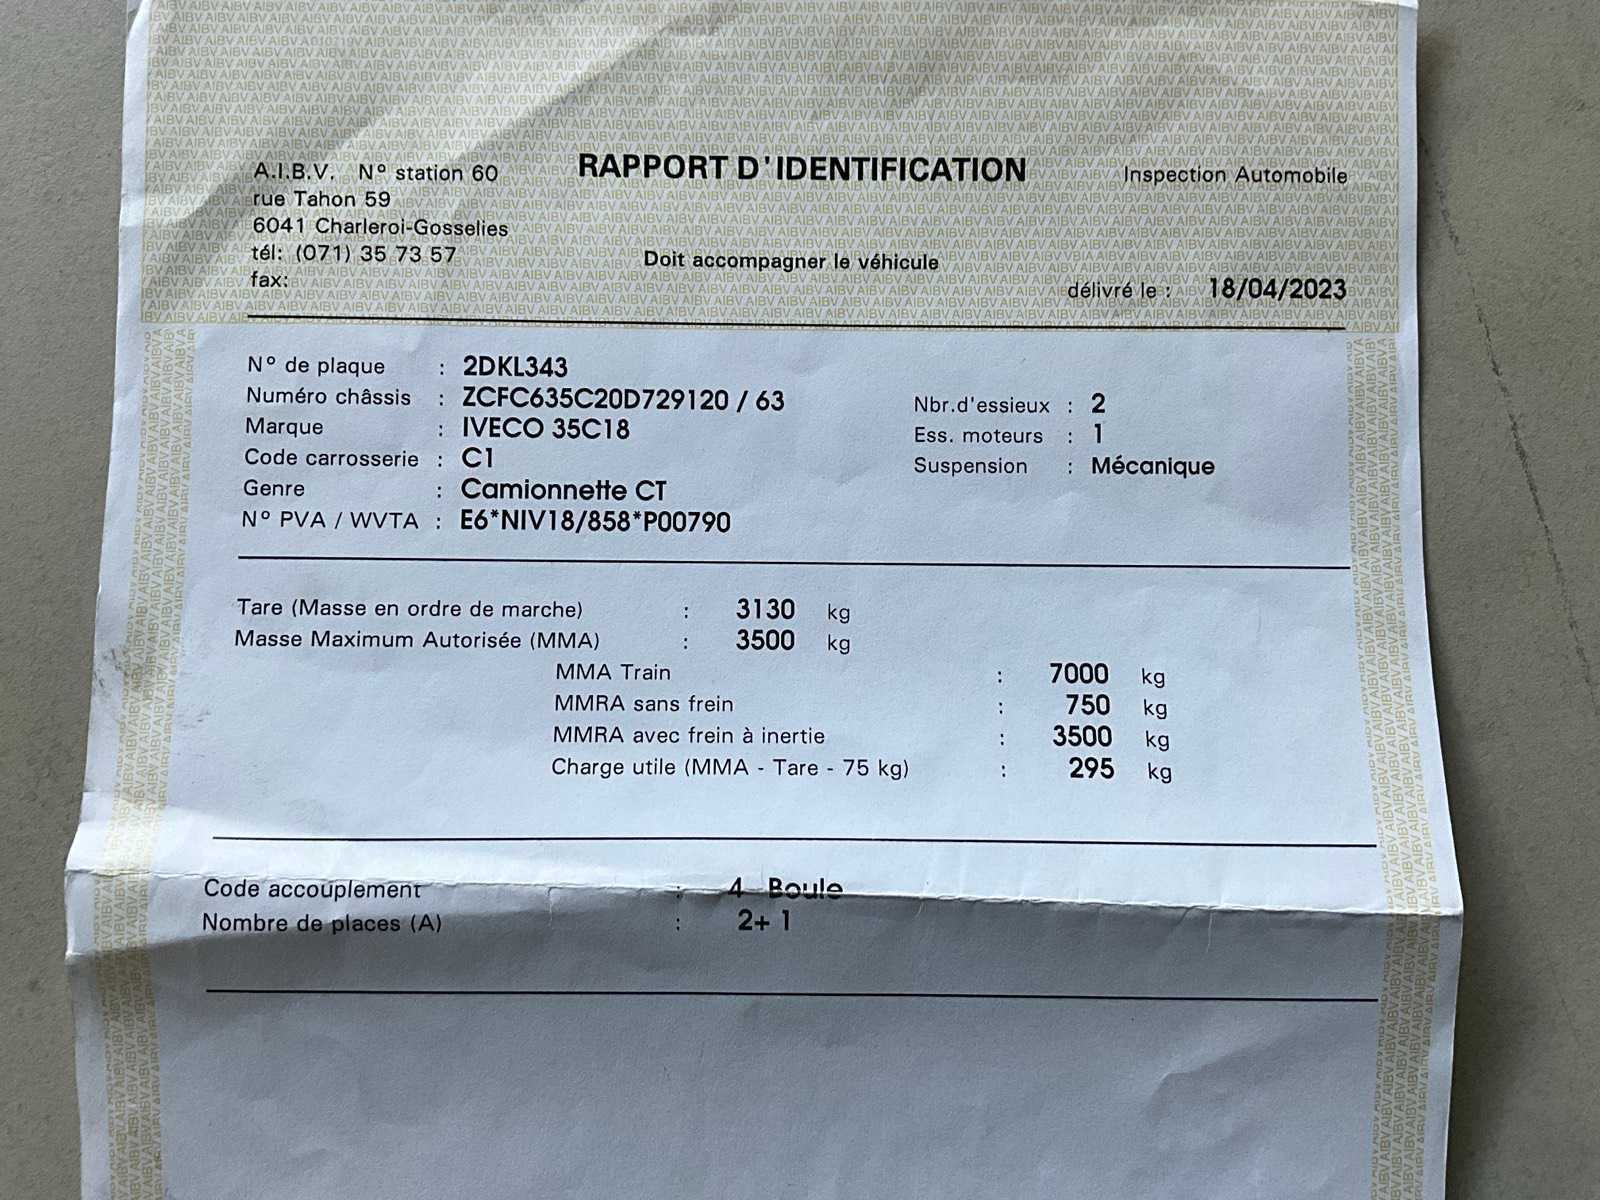 A.I.B.V. N° station 60
rue Tahon 59
6041 Charleroi-Gosselies
tél: (071) 35 73 57
fax:
RAPPORT D'IDENTIFICATION
Doit accompagner le véhicule
Inspection Automobile
délivré le : 18/04/2023
N° de plaque : 2DKL343
Numéro châssis : ZCFC635C20D729120 / 63
Marque : IVECO 35C18
Code carrosserie : C1
Genre : Camionnette CT
N° PVA / WVTA : E6*NIV18/858*P00790
Nbr.d'essieux : 2
Ess. moteurs : 1
Suspension : Mécanique
Tare (Masse en ordre de marche) : 3130 kg
Masse Maximum Autorisée (MMA) : 3500 kg
MMA Train : 7000 kg
MMRA sans frein : 750 kg
MMRA avec frein à inertie : 3500 kg
Charge utile (MMA - Tare - 75 kg) : 295 kg
Code accouplement : 4 Boule
Nombre de places (A) : 2+ 1